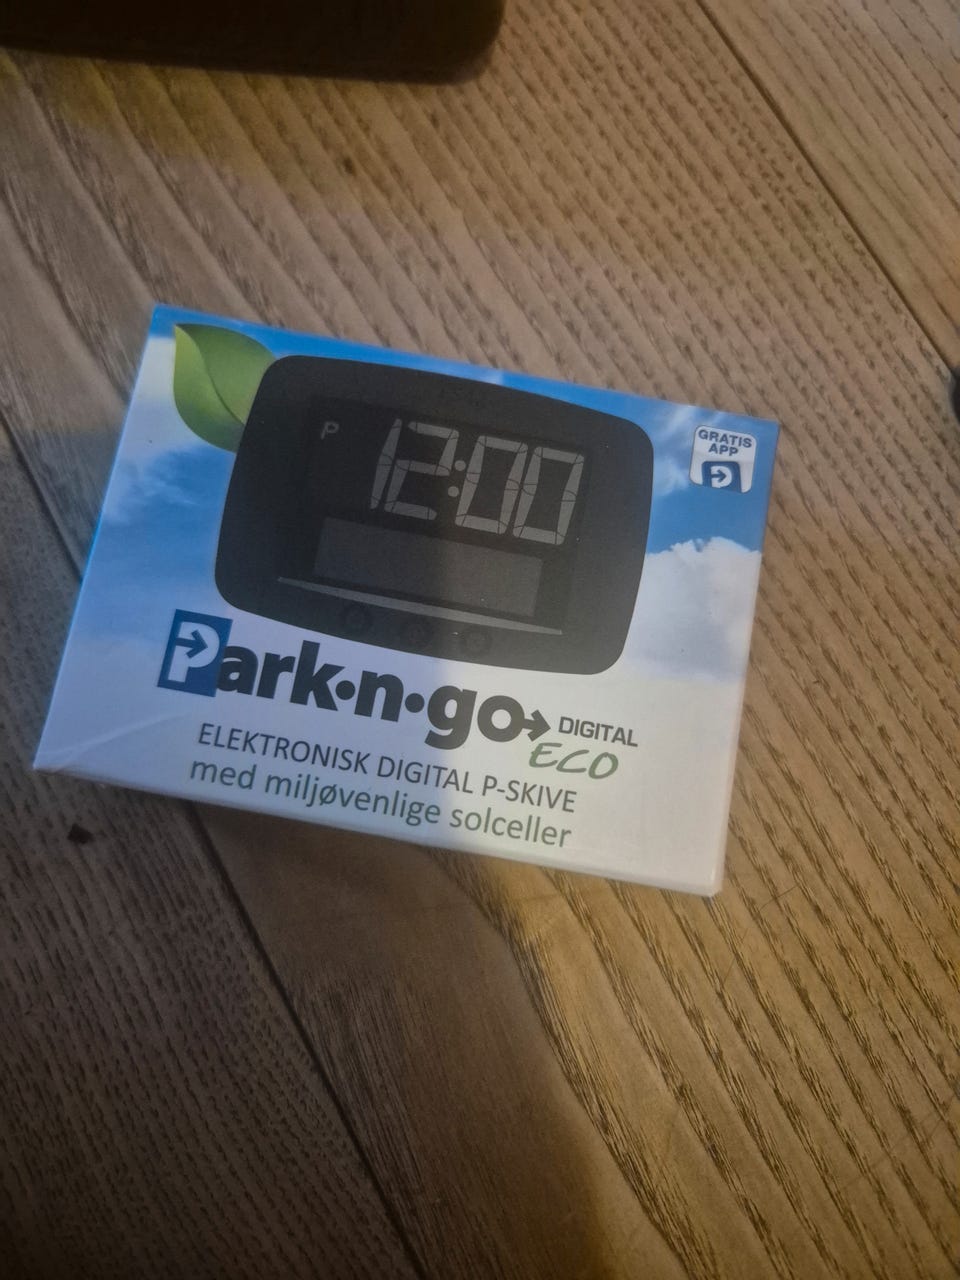 P
12:00
GRATIS
APP
Park·n·go
DIGITAL
ECO
ELEKTRONISK DIGITAL P-SKIVE
med miljøvenlige solceller